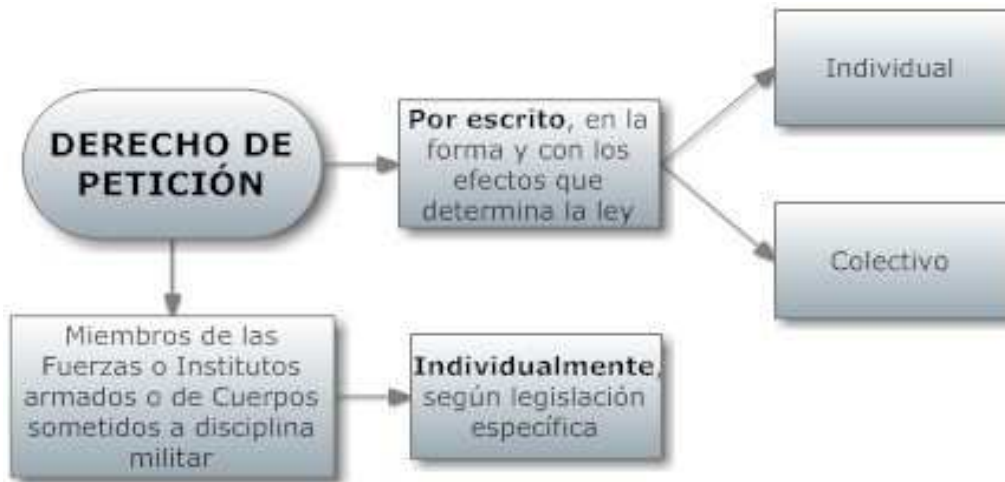 DERECHO DE
PETICIÓN
Por escrito, en la
forma y con los
efectos que
determina la ley
Individual
Colectivo
Miembros de las
Fuerzas o Institutos
armados o de Cuerpos
sometidos a disciplina
militar
Individualmente,
según legislación
específica